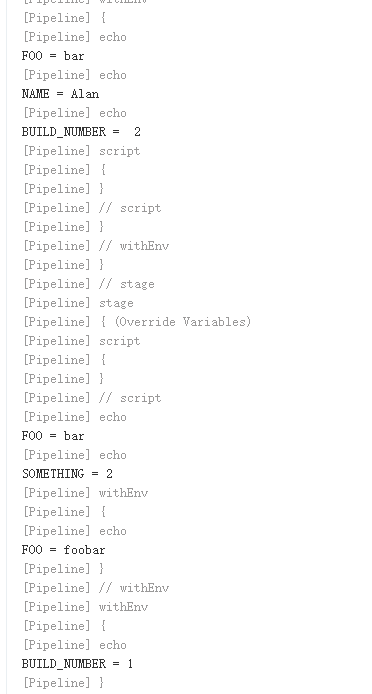 [Pipeline] withEnv
[Pipeline] {
[Pipeline] echo
FOO = bar
[Pipeline] echo
NAME = Alan
[Pipeline] echo
BUILD_NUMBER =  2
[Pipeline] script
[Pipeline] {
[Pipeline] }
[Pipeline] // script
[Pipeline] }
[Pipeline] // withEnv
[Pipeline] }
[Pipeline] // stage
[Pipeline] stage
[Pipeline] { (Override Variables)
[Pipeline] script
[Pipeline] {
[Pipeline] }
[Pipeline] // script
[Pipeline] echo
FOO = bar
[Pipeline] echo
SOMETHING = 2
[Pipeline] withEnv
[Pipeline] {
[Pipeline] echo
FOO = foobar
[Pipeline] }
[Pipeline] // withEnv
[Pipeline] withEnv
[Pipeline] {
[Pipeline] echo
BUILD_NUMBER = 1
[Pipeline] }